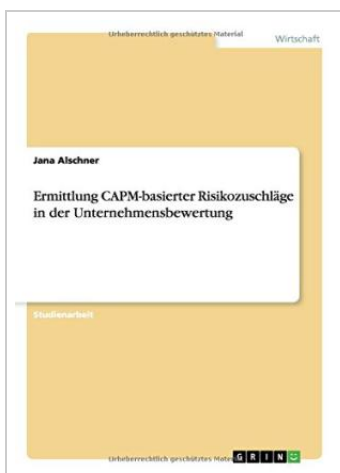 Urheberrechtlich geschütztes Material
Wirtschaft
Jana Alschner
Ermittlung CAPM-basierter Risikozuschläge
in der Unternehmensbewertung
Studienarbeit
Urheberrechtlich geschütztes Material
GRIN